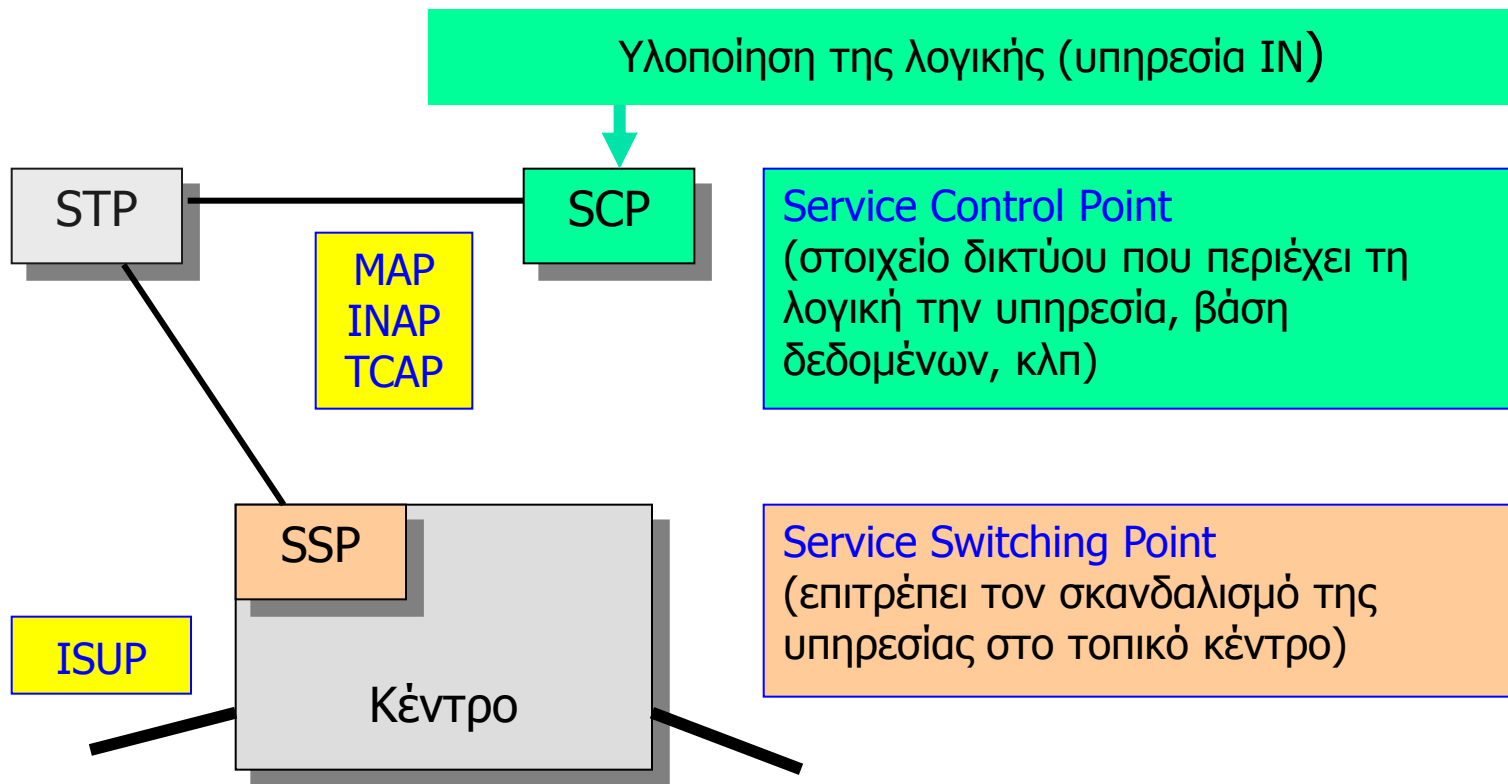 Υλοποίηση της λογικής (υπηρεσία IN)
STP
SCP
MAP
INAP
TCAP
Service Control Point
(στοιχείο δικτύου που περιέχει τη
λογική την υπηρεσία, βάση
δεδομένων, κλπ)
SSP
Service Switching Point
(επιτρέπει τον σκανδαλισμό της
υπηρεσίας στο τοπικό κέντρο)
ISUP
Κέντρο